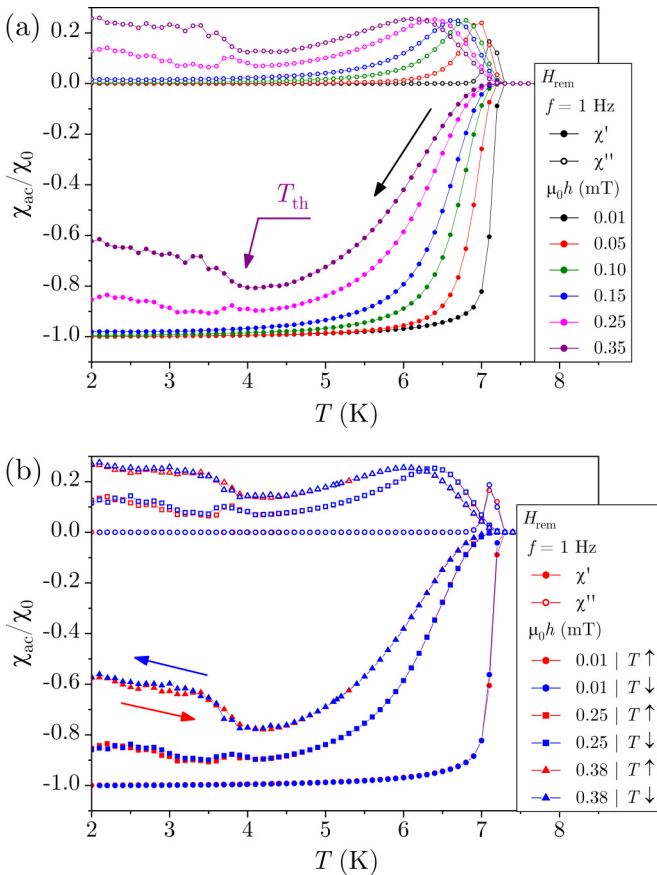 (a)
0.2
0.0
-0.2
-0.4
-0.6
-0.8
-1.0
χac/χ0
Tth
Hrem
f = 1 Hz
χ'
χ''
μ0h (mT)
0.01
0.05
0.10
0.15
0.25
0.35
2 3 4 5 6 7 8
T (K)
(b)
0.2
0.0
-0.2
-0.4
-0.6
-0.8
-1.0
χac/χ0
Hrem
f = 1 Hz
χ'
χ''
μ0h (mT)
0.01 | T ↑
0.01 | T ↓
0.25 | T ↑
0.25 | T ↓
0.38 | T ↑
0.38 | T ↓
2 3 4 5 6 7 8
T (K)